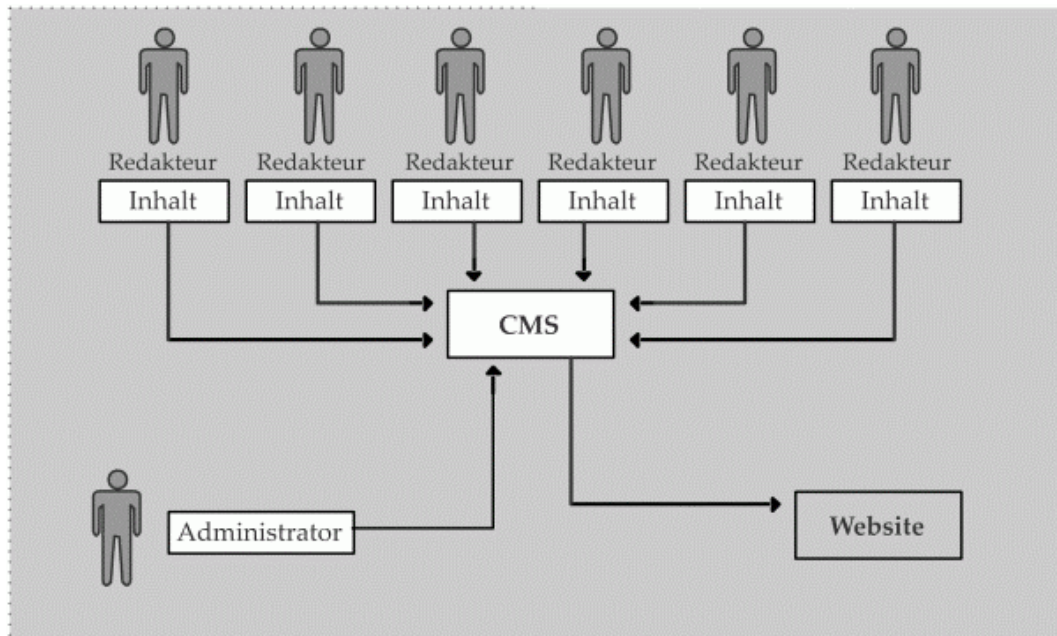 Redakteur Redakteur Redakteur Redakteur Redakteur Redakteur
Inhalt Inhalt Inhalt Inhalt Inhalt Inhalt
CMS
Administrator
Website